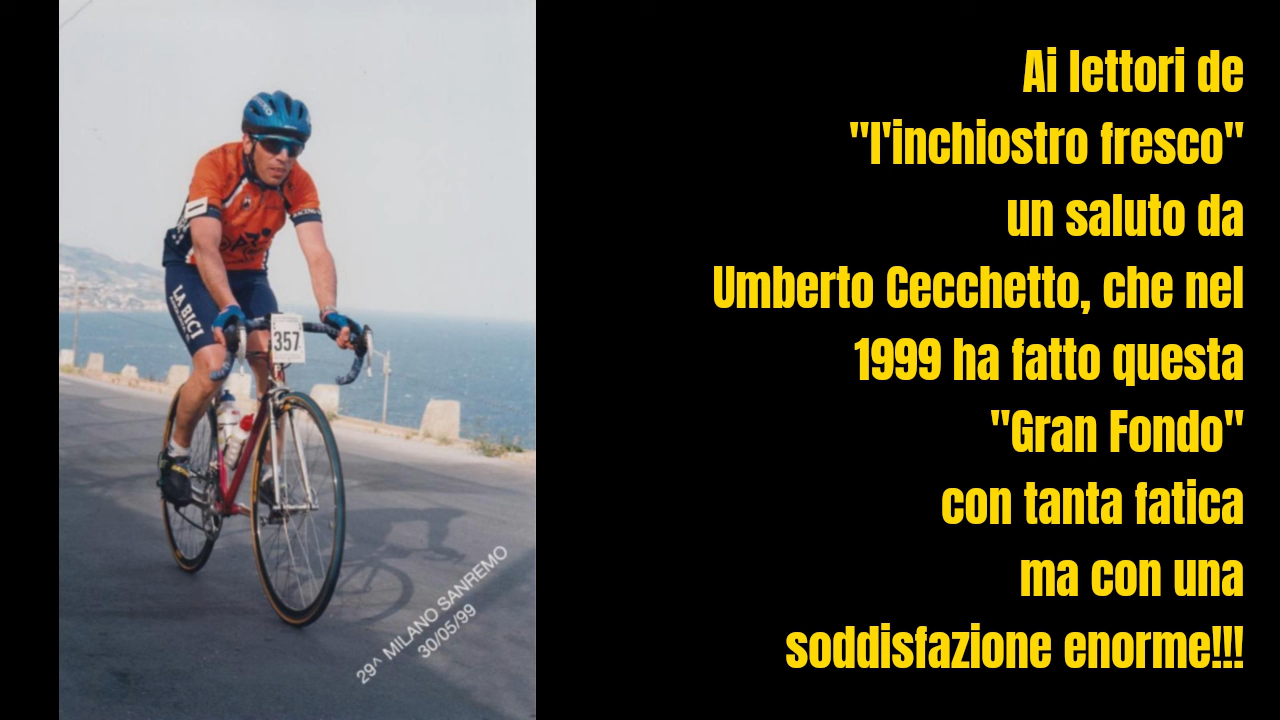 Ai lettori de
"l'inchiostro fresco"
un saluto da
Umberto Cecchetto, che nel
1999 ha fatto questa
"Gran Fondo"
con tanta fatica
ma con una
soddisfazione enorme!!!
LA BICI
357
29^ MILANO SANREMO
30/05/99